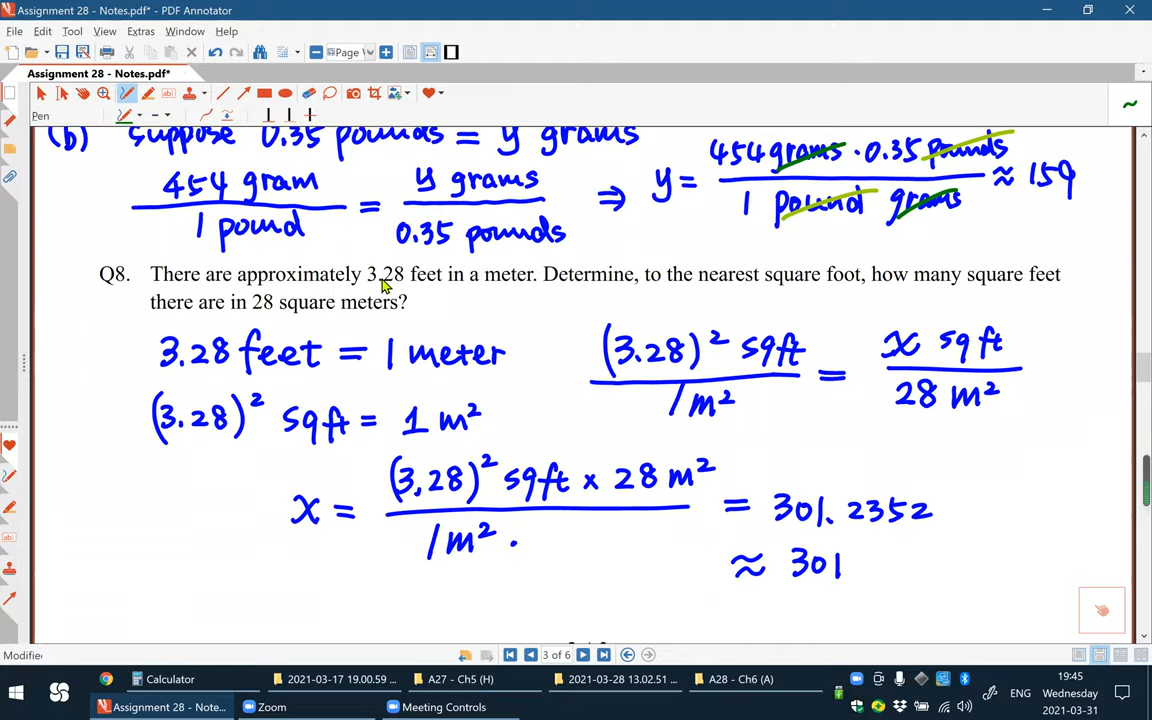 Assignment 28 - Notes.pdf* - PDF Annotator
File Edit Tool View Extras Window Help
Page
Assignment 28 - Notes.pdf*
Pen
(b) suppose 0.35 pounds = y grams
454 gram / 1 pound = y grams / 0.35 pounds ⇒ y = 454 grams · 0.35 pounds / 1 pound grams ≈ 159
Q8. There are approximately 3.28 feet in a meter. Determine, to the nearest square foot, how many square feet
there are in 28 square meters?
3.28 feet = 1 meter
(3.28)² sqft = 1 m²
(3.28)² sqft / 1m² = x sqft / 28 m²
x = (3.28)² sqft × 28 m² / 1m² · = 301.2352
≈ 301
3 of 6
Modified
Calculator
2021-03-17 19.00.59
A27 - Ch5 (H)
2021-03-28 13.02.51
A28 - Ch6 (A)
Assignment 28 - Note...
Zoom
Meeting Controls
ENG
19:45
Wednesday
2021-03-31